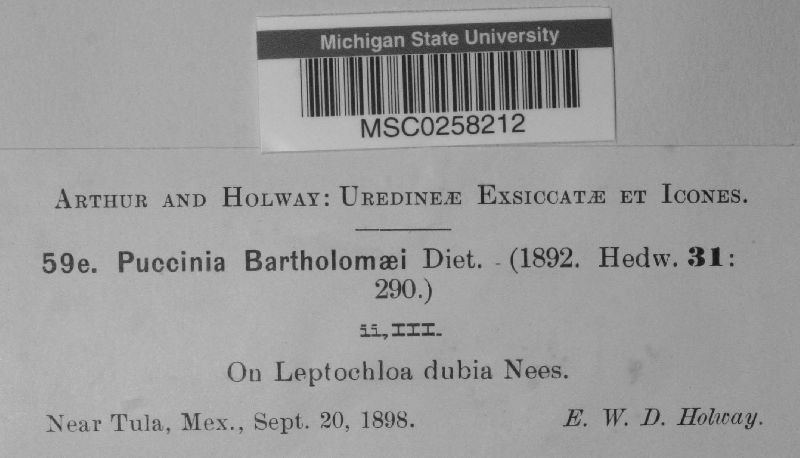 Michigan State University
MSC0258212
ARTHUR AND HOLWAY: UREDINEÆ EXSICCATÆ ET ICONES.
59e. Puccinia Bartholomæi Diet. - (1892. Hedw. 31:
290.)
ii,III.
On Leptochloa dubia Nees.
Near Tula, Mex., Sept. 20, 1898. E. W. D. Holway.